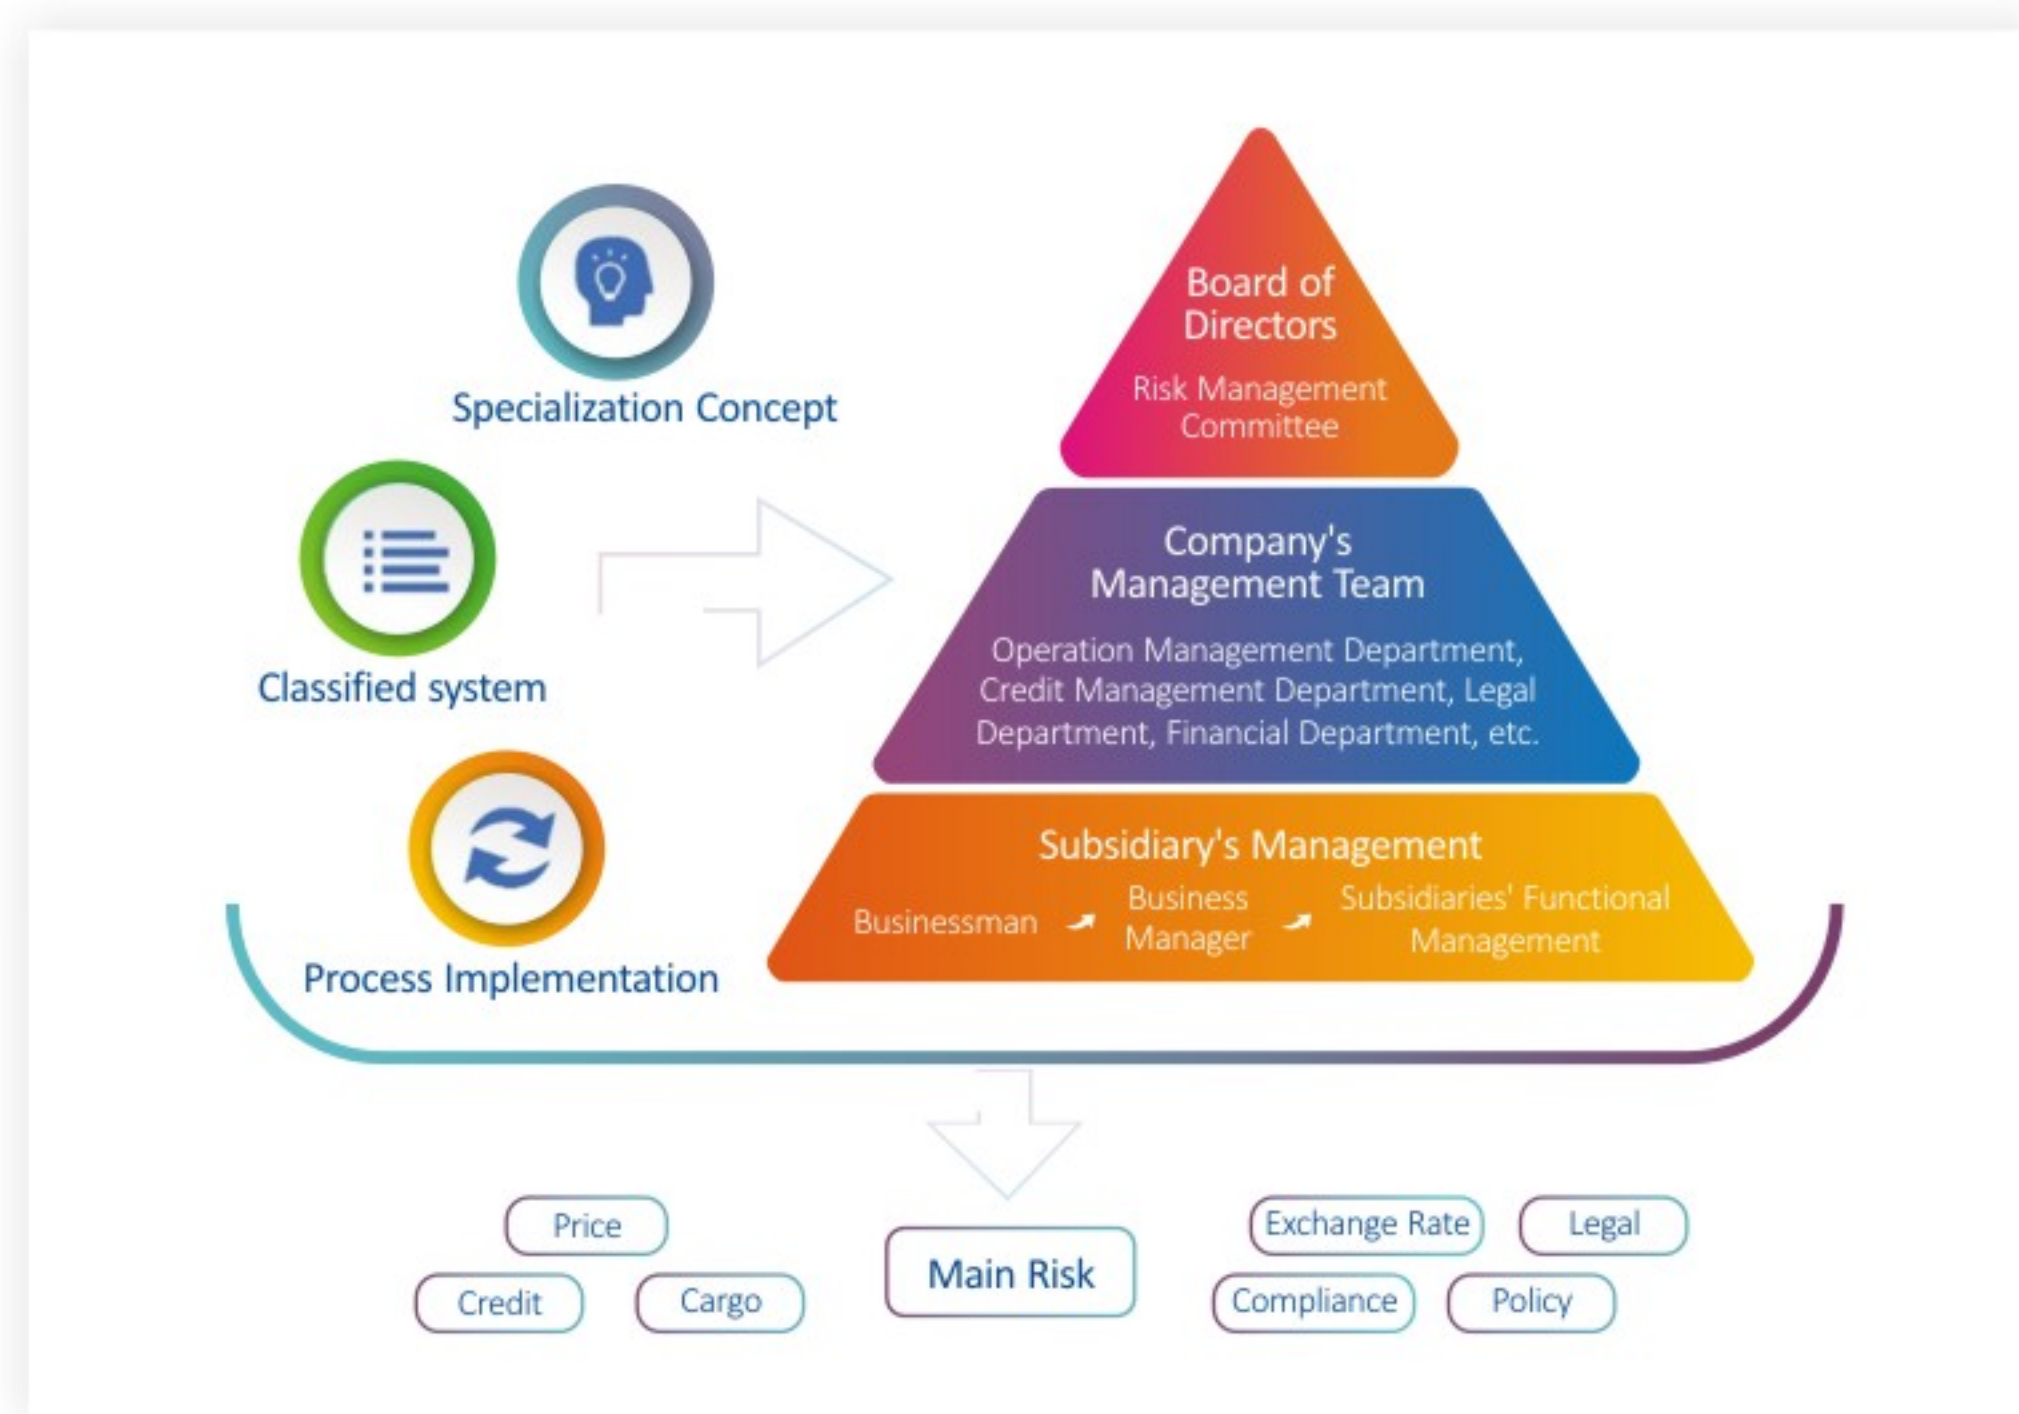 Specialization Concept
Classified system
Process Implementation
Board of
Directors
Risk Management
Committee
Company's
Management Team
Operation Management Department,
Credit Management Department, Legal
Department, Financial Department, etc.
Subsidiary's Management
Businessman
Business
Manager
Subsidiaries' Functional
Management
Price
Credit
Cargo
Main Risk
Exchange Rate
Legal
Compliance
Policy